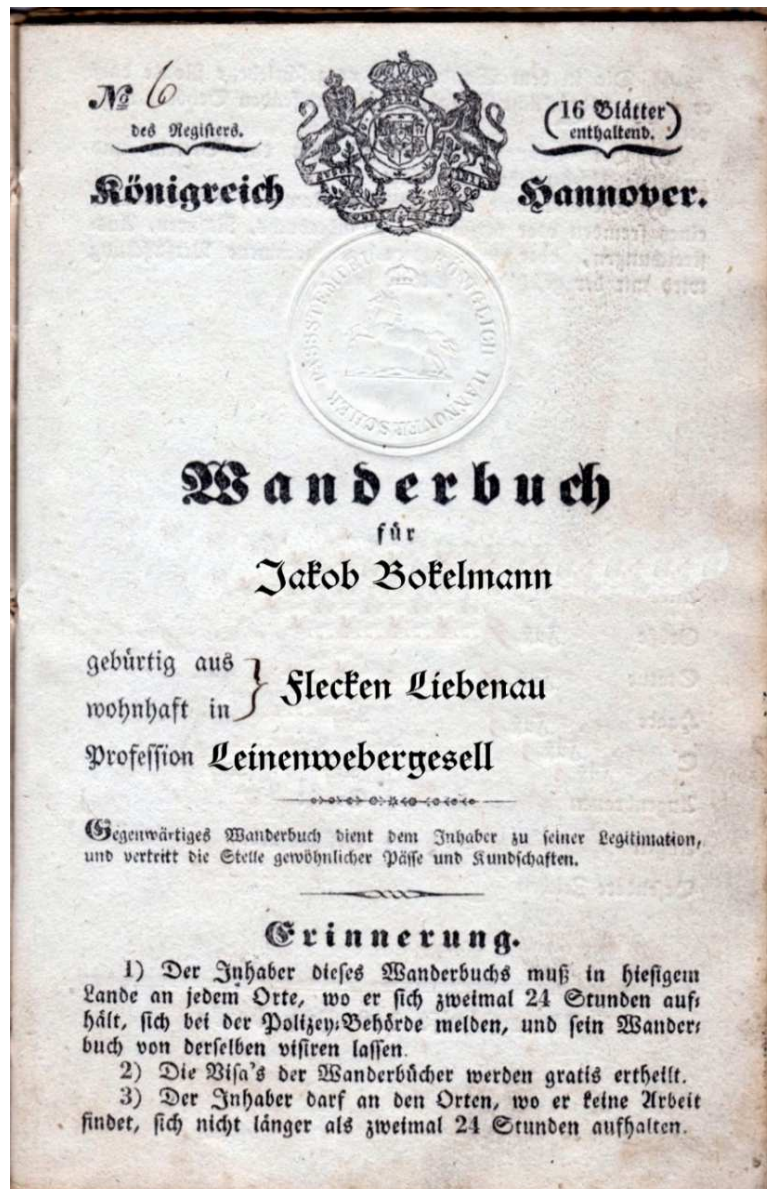 № 6
des Registers.
(16 Blätter
enthaltend.)
Königreich Hannover.
KÖNIGLICH HANNOVERSCHER PASSSTEMPEL
Wanderbuch
für
Jakob Bokelmann
gebürtig aus
wohnhaft in } Flecken Liebenau
Profession Leinenwebergesell
Gegenwärtiges Wanderbuch dient dem Inhaber zu seiner Legitimation,
und vertritt die Stelle gewöhnlicher Pässe und Kundschaften.
Erinnerung.
1) Der Inhaber dieses Wanderbuchs muß in hiesigem
Lande an jedem Orte, wo er sich zweimal 24 Stunden auf-
hält, sich bei der Polizey-Behörde melden, und sein Wander-
buch von derselben visiren lassen.
2) Die Visa's der Wanderbücher werden gratis ertheilt.
3) Der Inhaber darf an den Orten, wo er keine Arbeit
findet, sich nicht länger als zweimal 24 Stunden aufhalten.